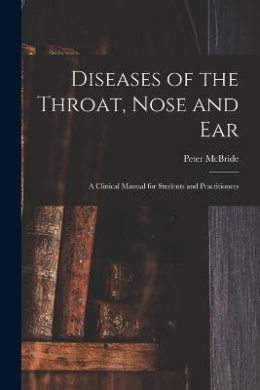 Diseases of the
Throat, Nose and
Ear
Peter McBride
A Clinical Manual for Students and Practitioners